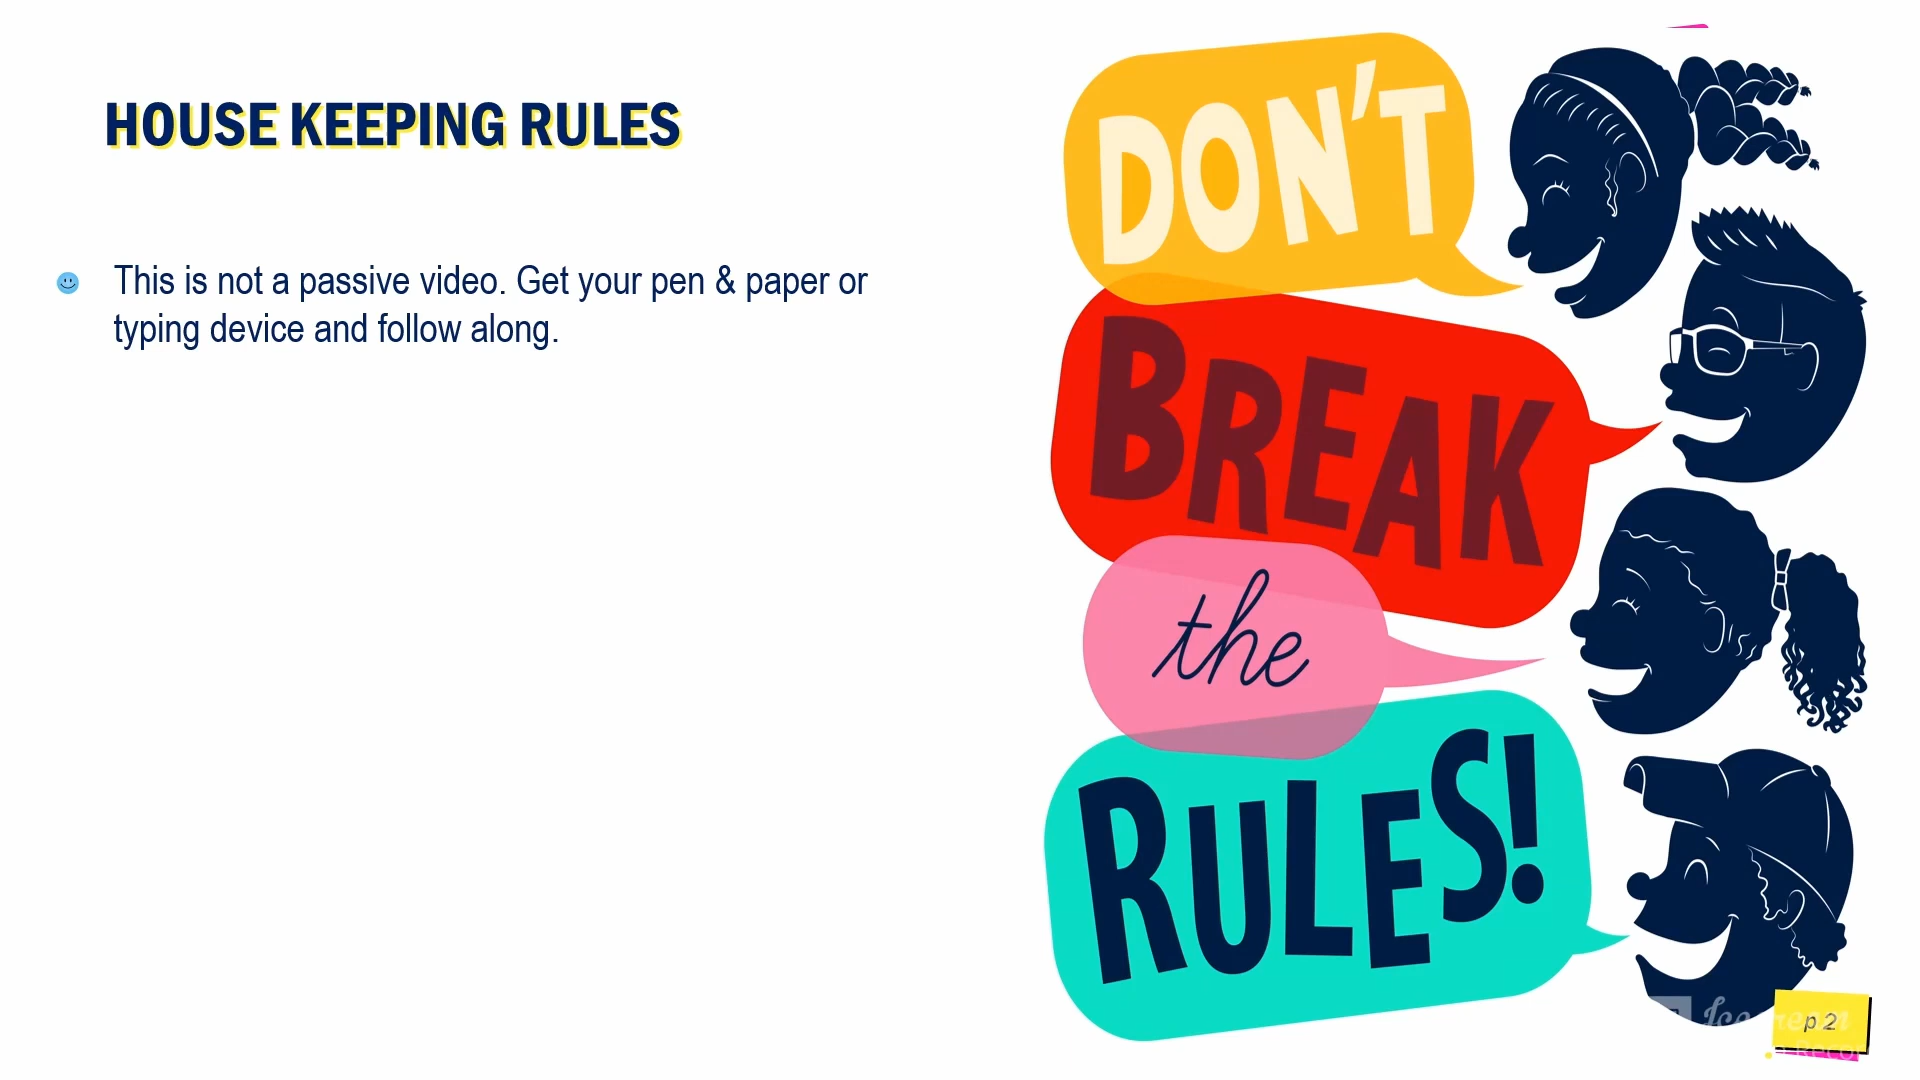 HOUSE KEEPING RULES
This is not a passive video. Get your pen & paper or
typing device and follow along.
DON'T
BREAK
the
RULES!
Icecream
p 2